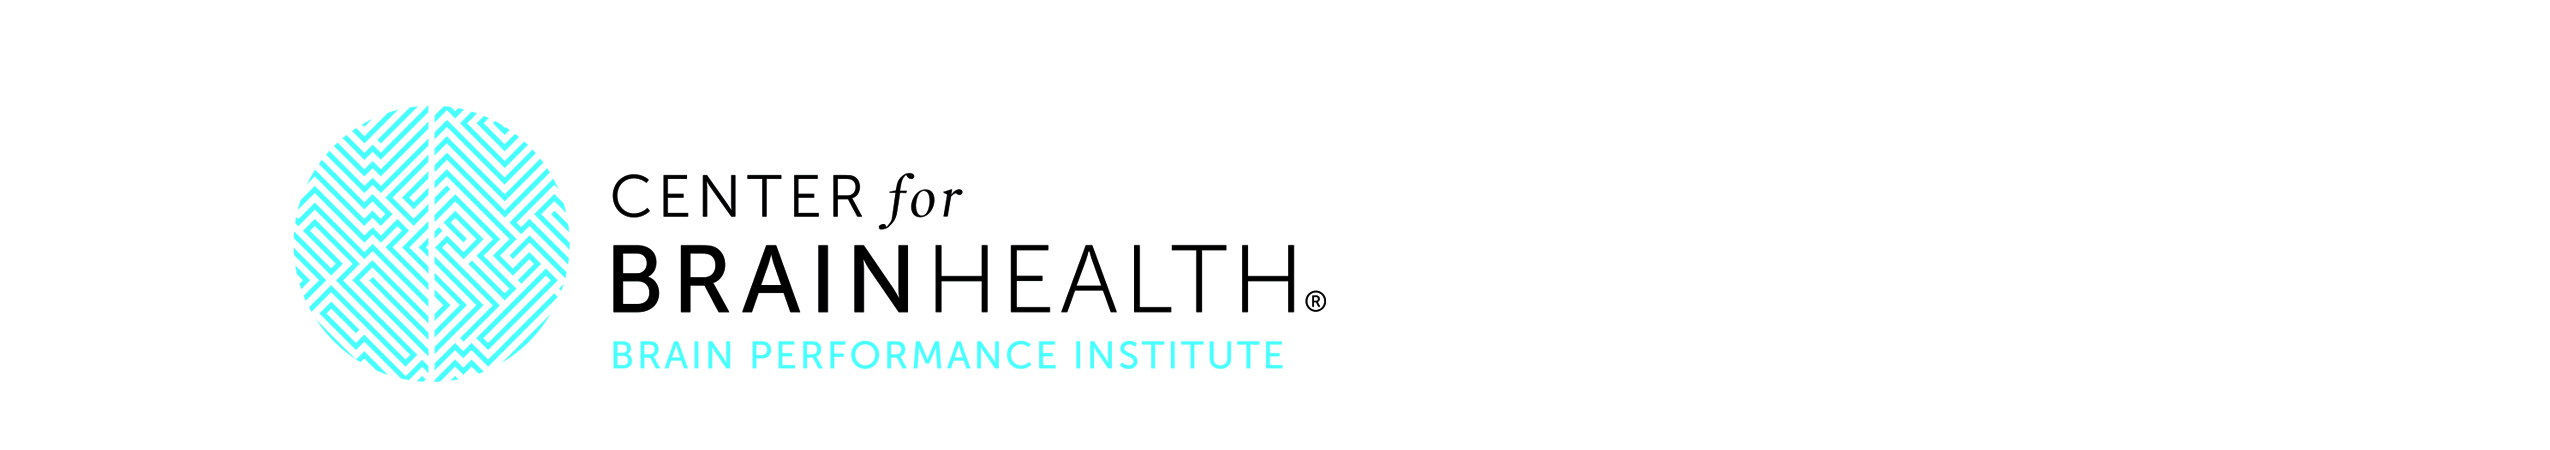 CENTER for
BRAINHEALTH®
BRAIN PERFORMANCE INSTITUTE